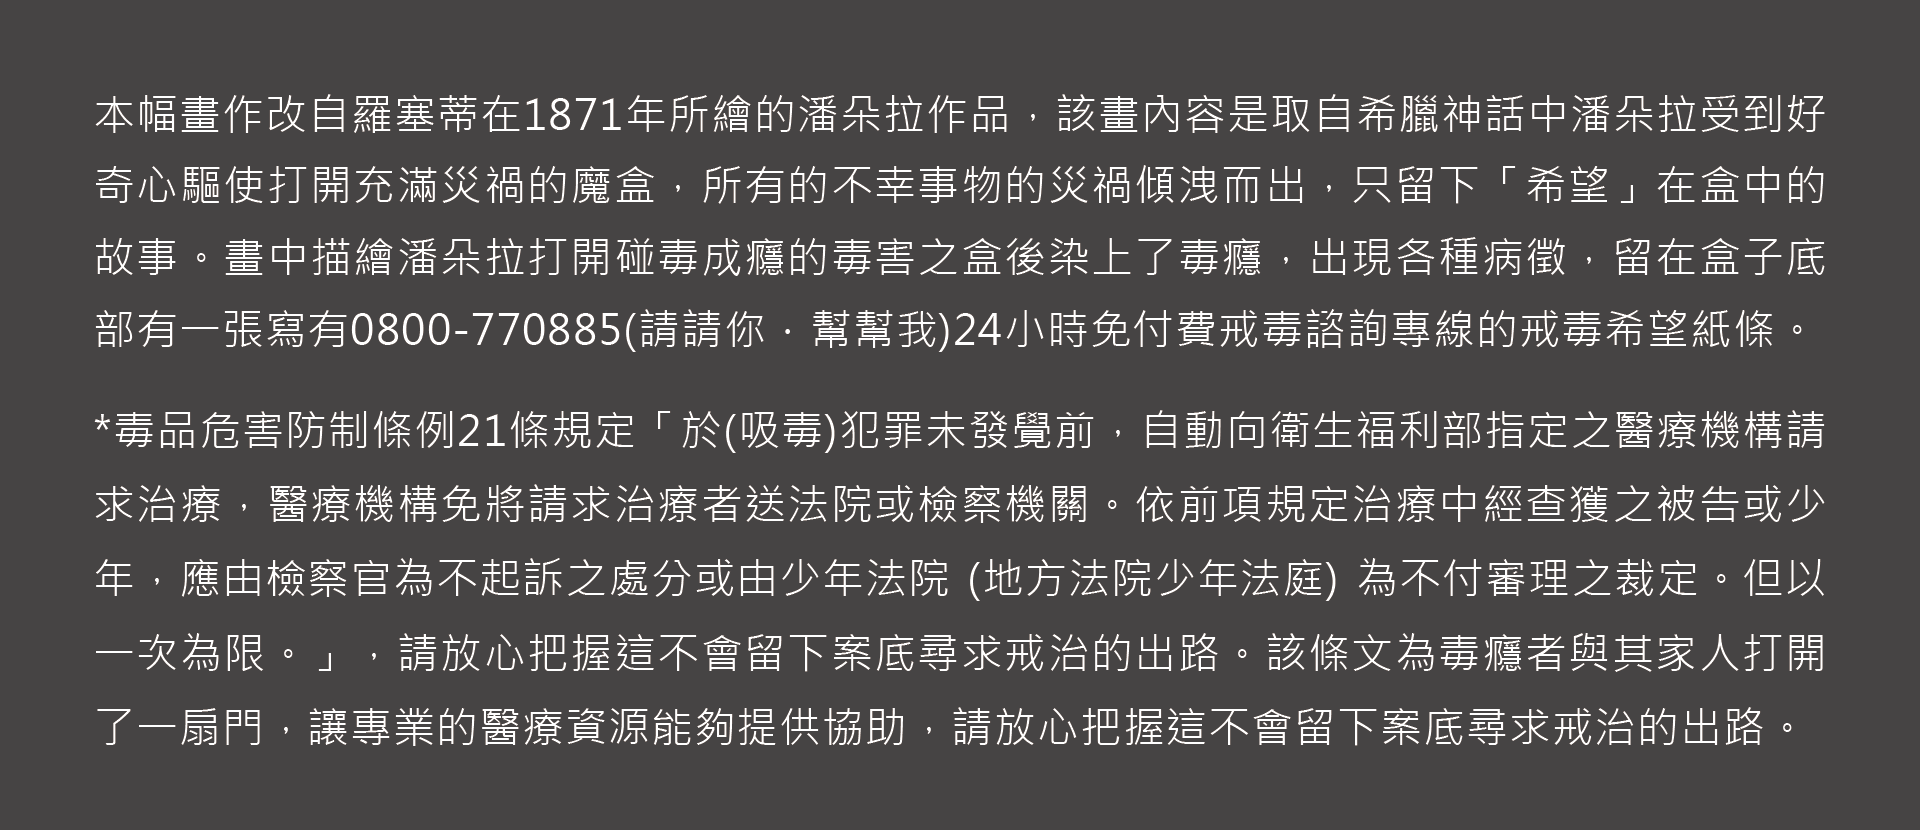 本幅畫作改自羅塞蒂在1871年所繪的潘朵拉作品，該畫內容是取自希臘神話中潘朵拉受到好
奇心驅使打開充滿災禍的魔盒，所有的不幸事物的災禍傾洩而出，只留下「希望」在盒中的
故事。畫中描繪潘朵拉打開碰毒成癮的毒害之盒後染上了毒癮，出現各種病徵，留在盒子底
部有一張寫有0800-770885(請請你．幫幫我)24小時免付費戒毒諮詢專線的戒毒希望紙條。
*毒品危害防制條例21條規定「於(吸毒)犯罪未發覺前，自動向衛生福利部指定之醫療機構請
求治療，醫療機構免將請求治療者送法院或檢察機關。依前項規定治療中經查獲之被告或少
年，應由檢察官為不起訴之處分或由少年法院 (地方法院少年法庭) 為不付審理之裁定。但以
一次為限。」，請放心把握這不會留下案底尋求戒治的出路。該條文為毒癮者與其家人打開
了一扇門，讓專業的醫療資源能夠提供協助，請放心把握這不會留下案底尋求戒治的出路。